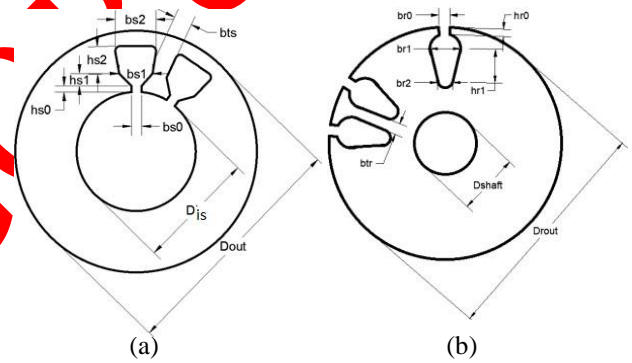 bs2
bts
hs2
bs1
hs1
hs0
bs0
Dis
Dout
(a)
br0
hr0
br1
br2
hr1
btr
Dshaft
Drout
(b)